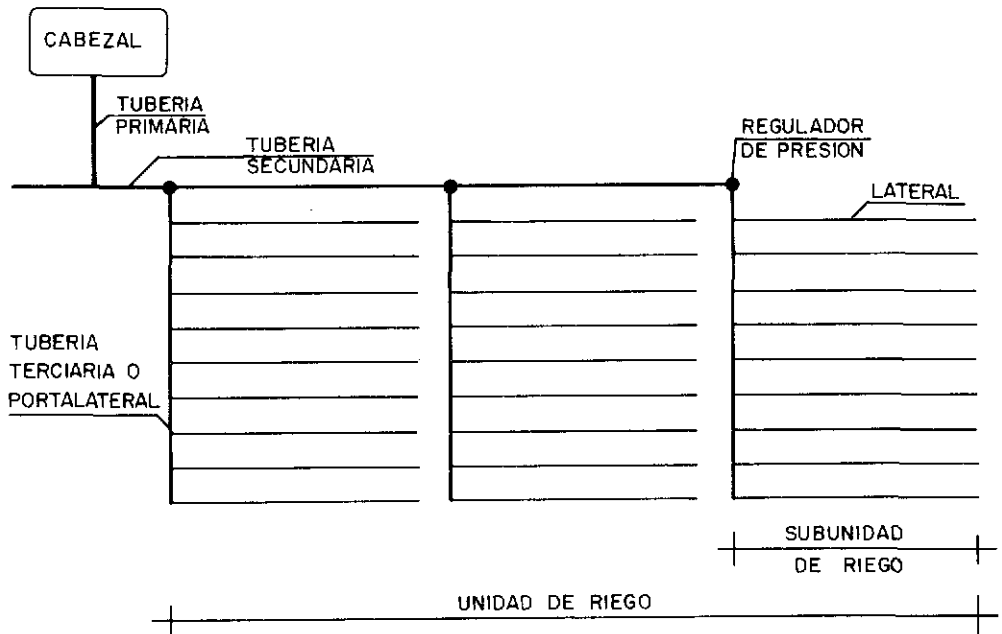 CABEZAL
TUBERIA
PRIMARIA
TUBERIA
SECUNDARIA
REGULADOR
DE PRESION
LATERAL
TUBERIA
TERCIARIA O
PORTALATERAL
SUBUNIDAD
DE RIEGO
UNIDAD DE RIEGO